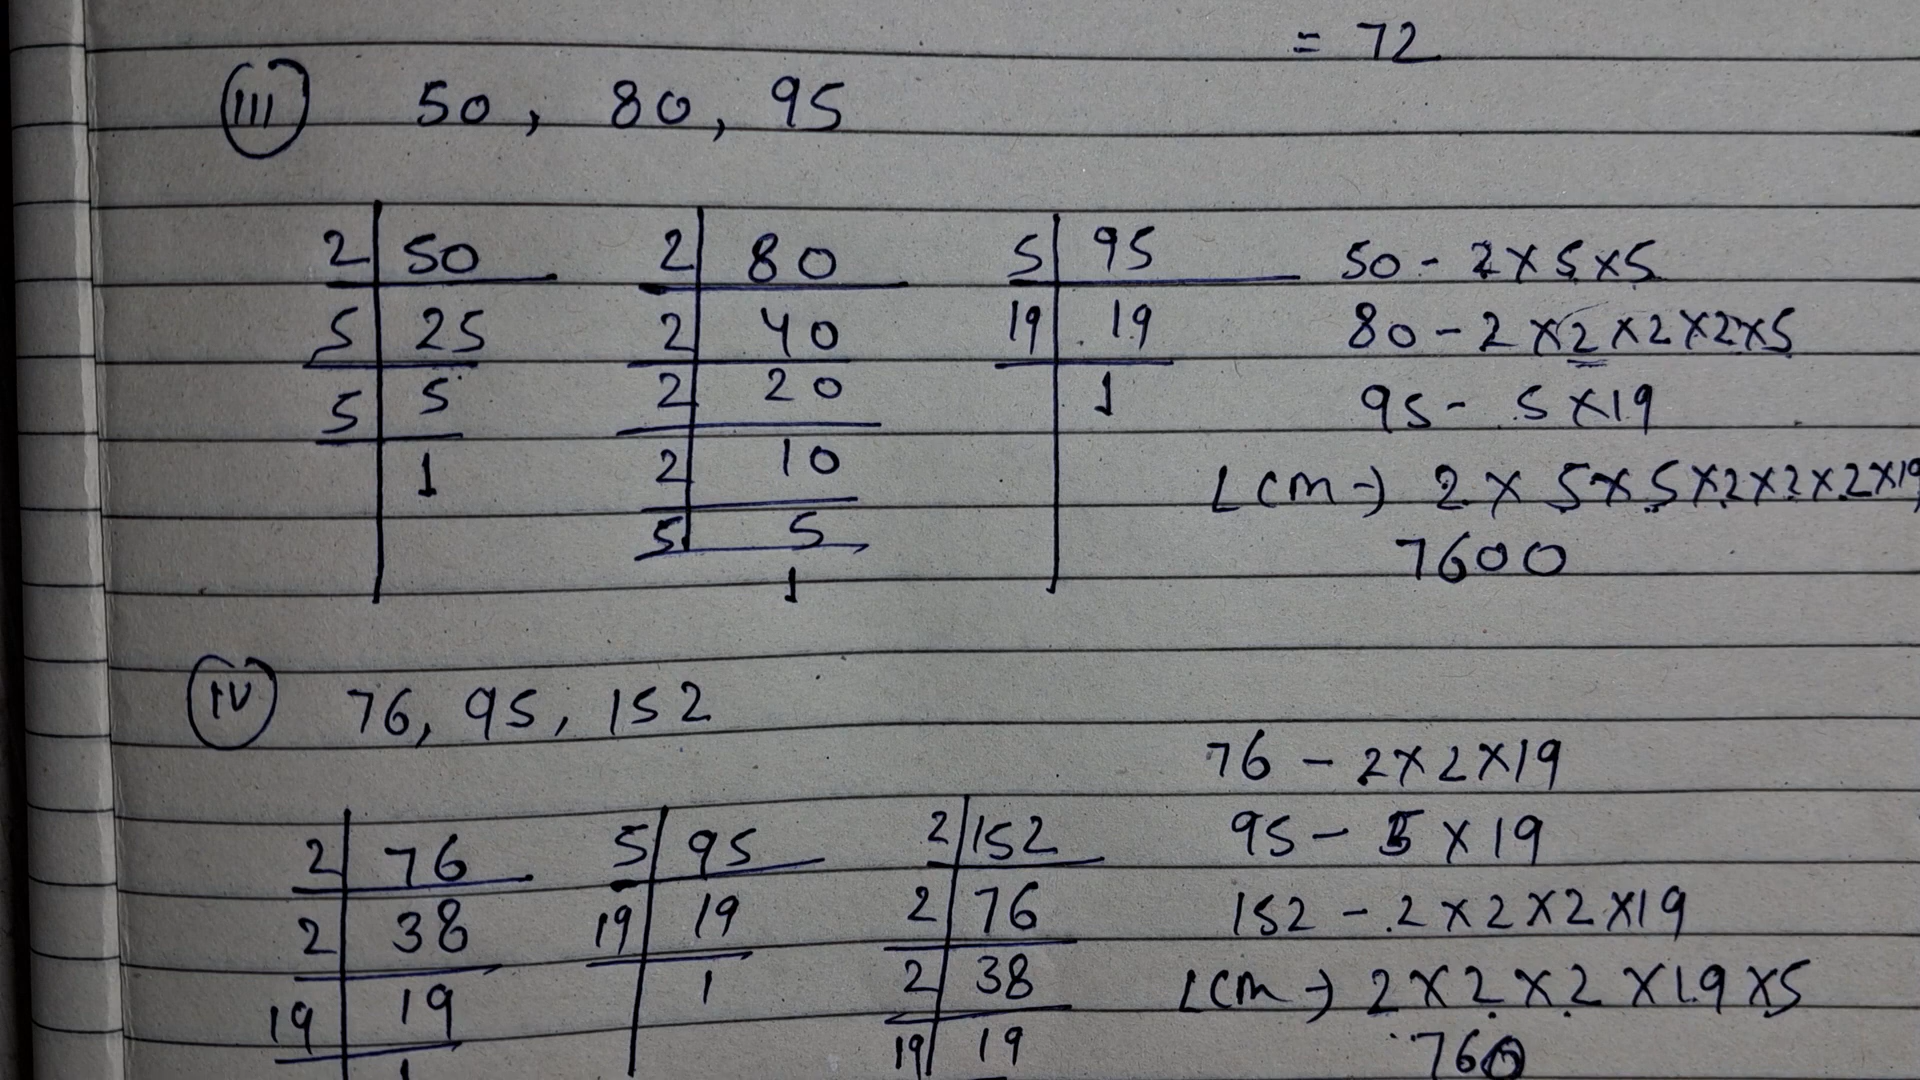 = 72
(III) 50, 80, 95
2 | 50
5 | 25
5 | 5
1
2 | 80
2 | 40
2 | 20
2 | 10
5 | 5
1
5 | 95
19 | 19
1
50 - 2×5×5
80 - 2×2×2×2×5
95 - 5×19
LCM → 2×5×5×2×2×2×19
7600
(IV) 76, 95, 152
2 | 76
2 | 38
19 | 19
1
5 | 95
19 | 19
1
2 | 152
2 | 76
2 | 38
19 | 19
76 - 2×2×19
95 - 5×19
152 - 2×2×2×19
LCM → 2×2×2×19×5
760